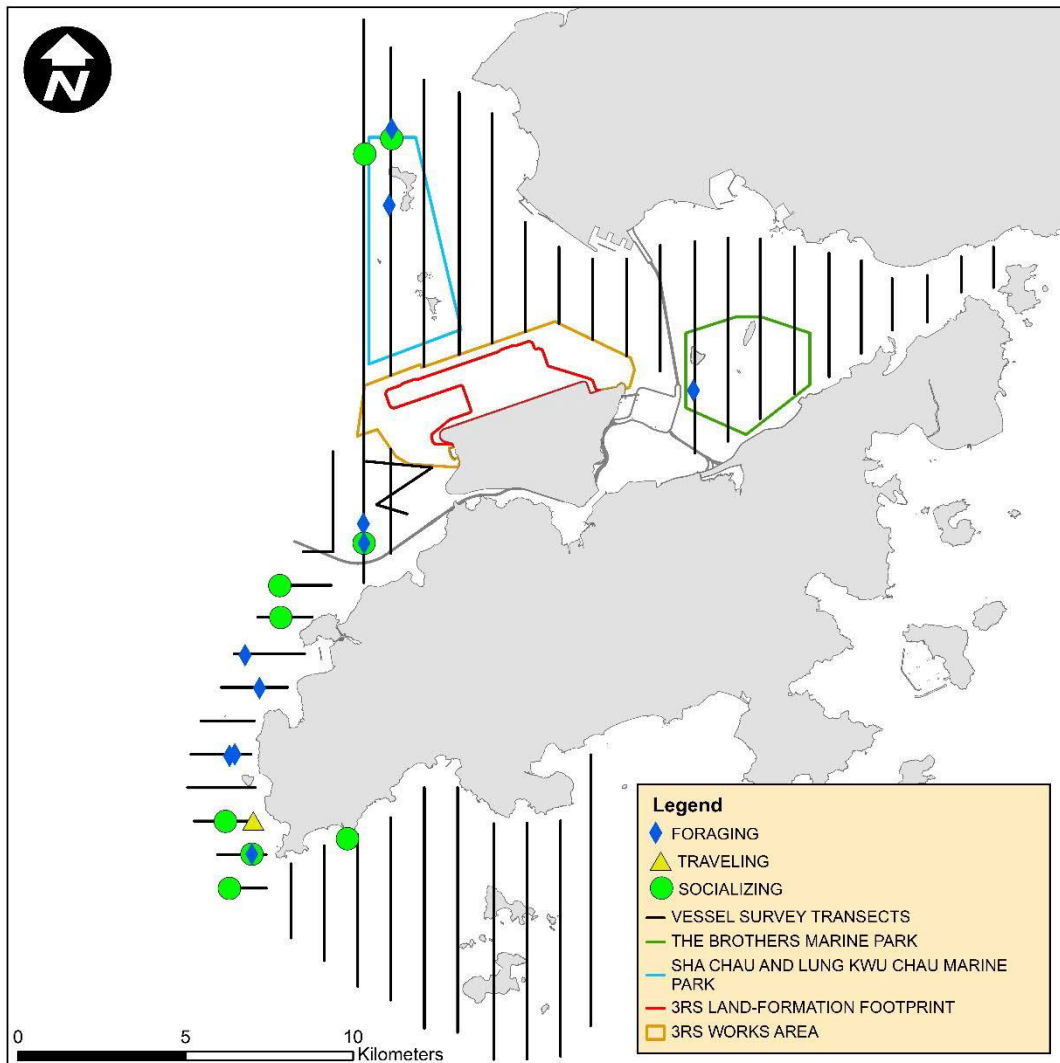 N
Legend
FORAGING
TRAVELING
SOCIALIZING
VESSEL SURVEY TRANSECTS
THE BROTHERS MARINE PARK
SHA CHAU AND LUNG KWU CHAU MARINE
PARK
3RS LAND-FORMATION FOOTPRINT
3RS WORKS AREA
0 5 10
Kilometers